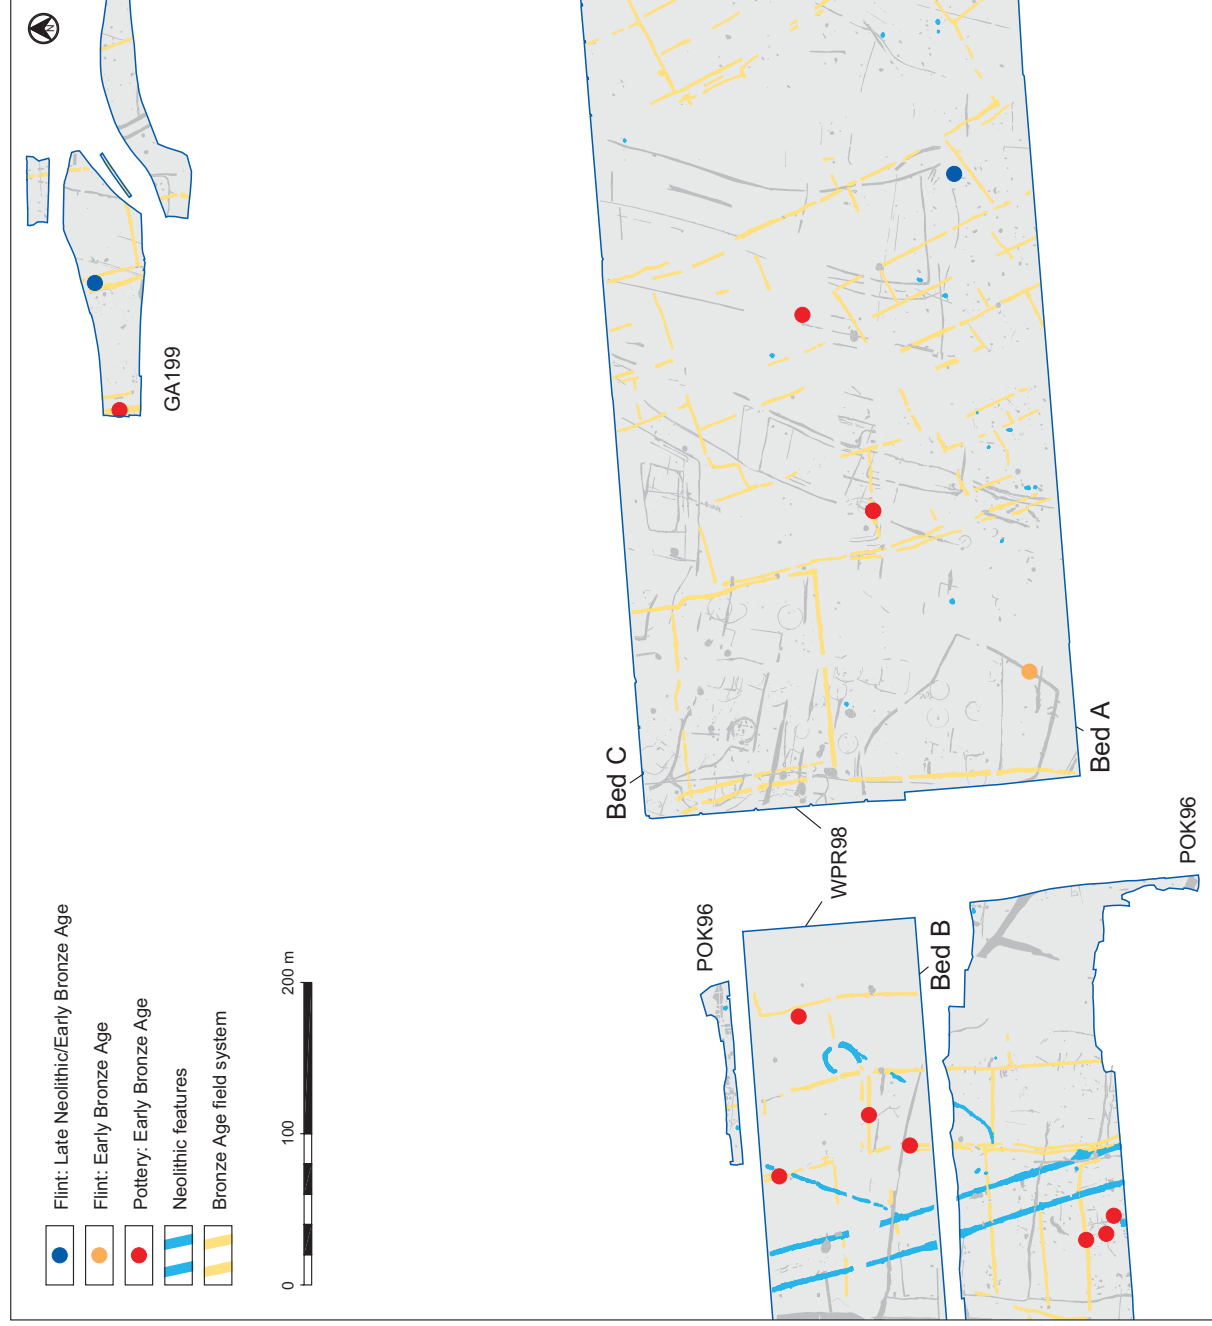 N
GA199
Bed C
Bed A
WPR98
POK96
POK96
Bed B
Flint: Late Neolithic/Early Bronze Age
Flint: Early Bronze Age
Pottery: Early Bronze Age
Neolithic features
Bronze Age field system
0 100 200 m